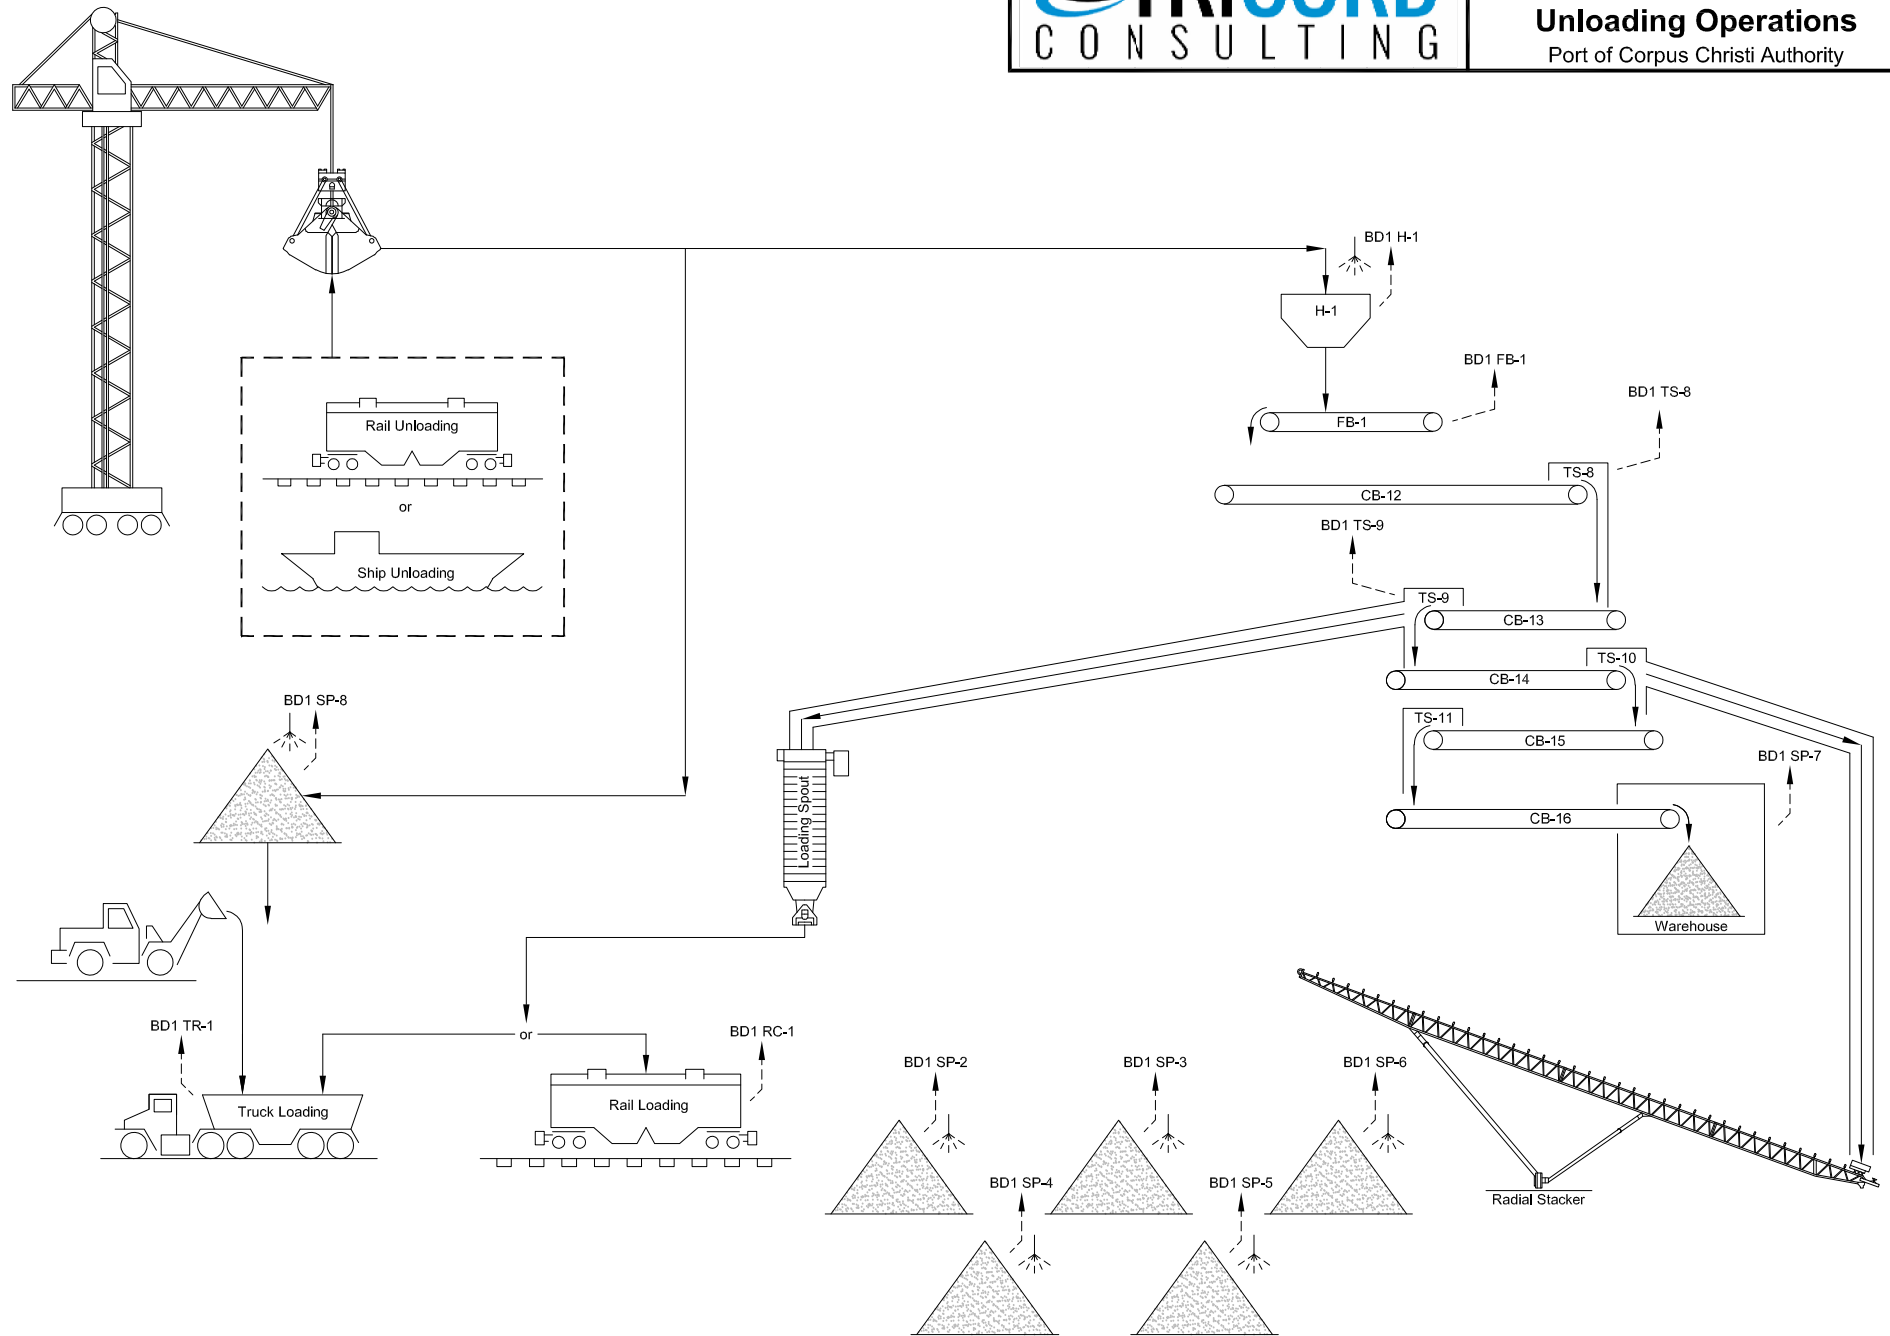 CONSULTING
Unloading Operations
Port of Corpus Christi Authority
BD1 H-1
H-1
BD1 FB-1
FB-1
BD1 TS-8
TS-8
CB-12
BD1 TS-9
TS-9
CB-13
TS-10
CB-14
TS-11
CB-15
BD1 SP-7
CB-16
Warehouse
Rail Unloading
or
Ship Unloading
BD1 SP-8
Loading Spout
BD1 TR-1
Truck Loading
or
BD1 RC-1
Rail Loading
BD1 SP-2
BD1 SP-3
BD1 SP-6
BD1 SP-4
BD1 SP-5
Radial Stacker